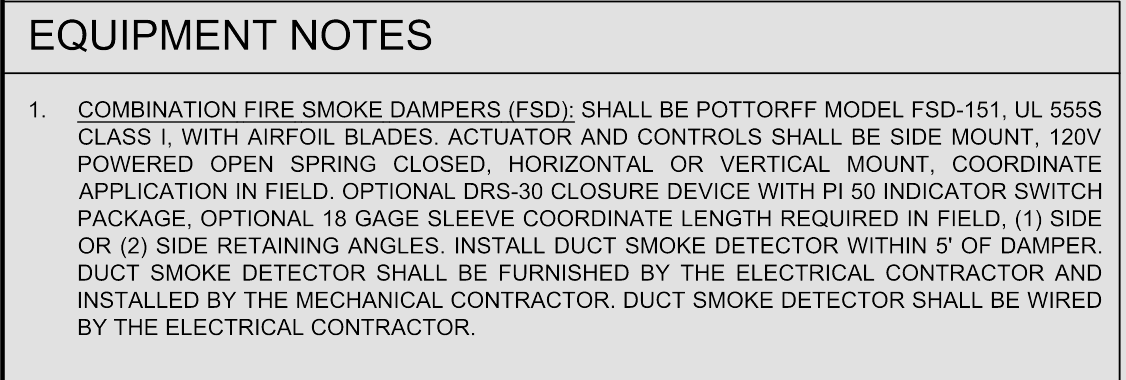 EQUIPMENT NOTES
1. COMBINATION FIRE SMOKE DAMPERS (FSD): SHALL BE POTTORFF MODEL FSD-151, UL 555S
CLASS I, WITH AIRFOIL BLADES. ACTUATOR AND CONTROLS SHALL BE SIDE MOUNT, 120V
POWERED OPEN SPRING CLOSED, HORIZONTAL OR VERTICAL MOUNT, COORDINATE
APPLICATION IN FIELD. OPTIONAL DRS-30 CLOSURE DEVICE WITH PI 50 INDICATOR SWITCH
PACKAGE, OPTIONAL 18 GAGE SLEEVE COORDINATE LENGTH REQUIRED IN FIELD, (1) SIDE
OR (2) SIDE RETAINING ANGLES. INSTALL DUCT SMOKE DETECTOR WITHIN 5' OF DAMPER.
DUCT SMOKE DETECTOR SHALL BE FURNISHED BY THE ELECTRICAL CONTRACTOR AND
INSTALLED BY THE MECHANICAL CONTRACTOR. DUCT SMOKE DETECTOR SHALL BE WIRED
BY THE ELECTRICAL CONTRACTOR.